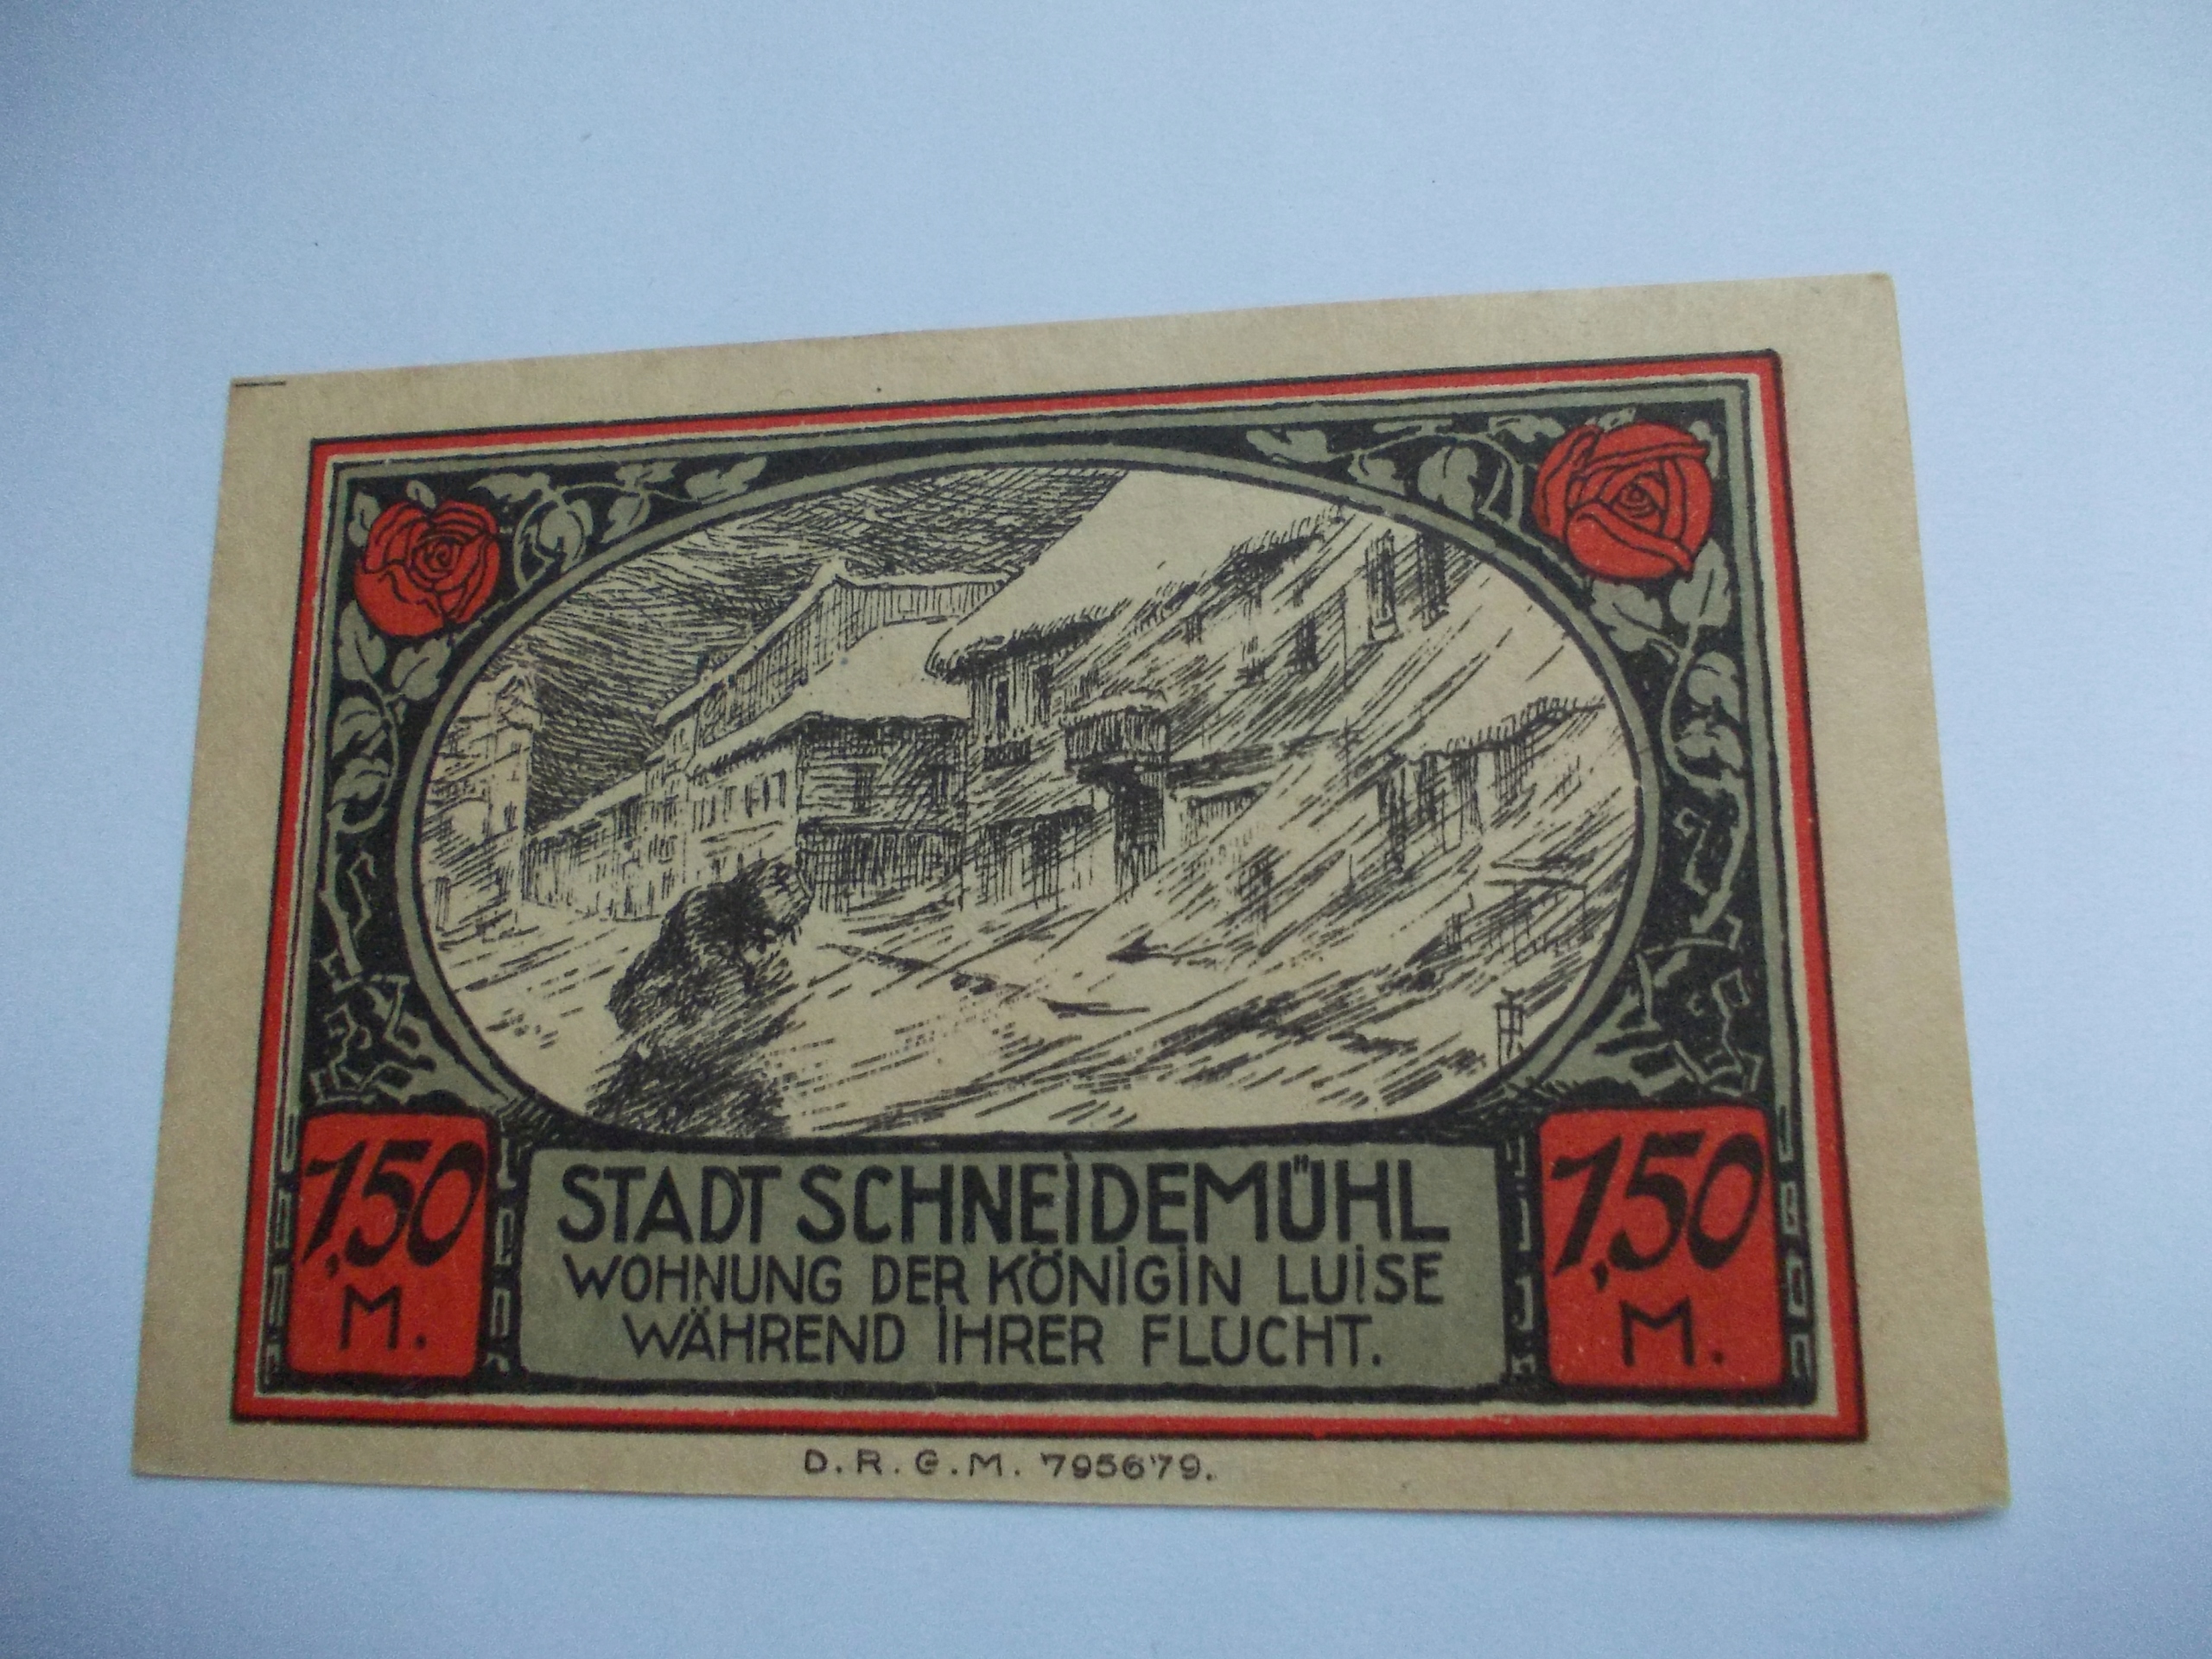 STADT SCHNEIDEMÜHL
WOHNUNG DER KÖNIGIN LUISE
WÄHREND IHRER FLUCHT.
1,50
M.
1,50
M.
D.R.G.M. 795679.